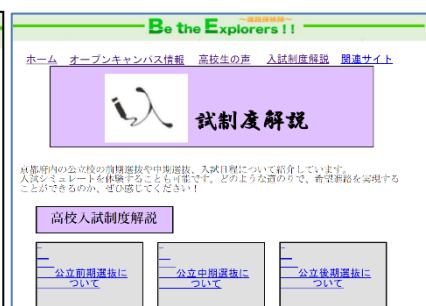 ～進路探検隊～
Be the Explorers!!
ホーム オープンキャンパス情報 高校生の声 入試制度解説 関連サイト
入試制度解説
京都府内の公立校の前期選抜や中期選抜、入試日程について紹介しています。
入試シミュレートを体験することも可能です。どのような道のりで、希望進路を実現する
ことができるのか、ぜひ感じてください！
高校入試制度解説
公立前期選抜に
ついて
公立中期選抜に
ついて
公立後期選抜に
ついて